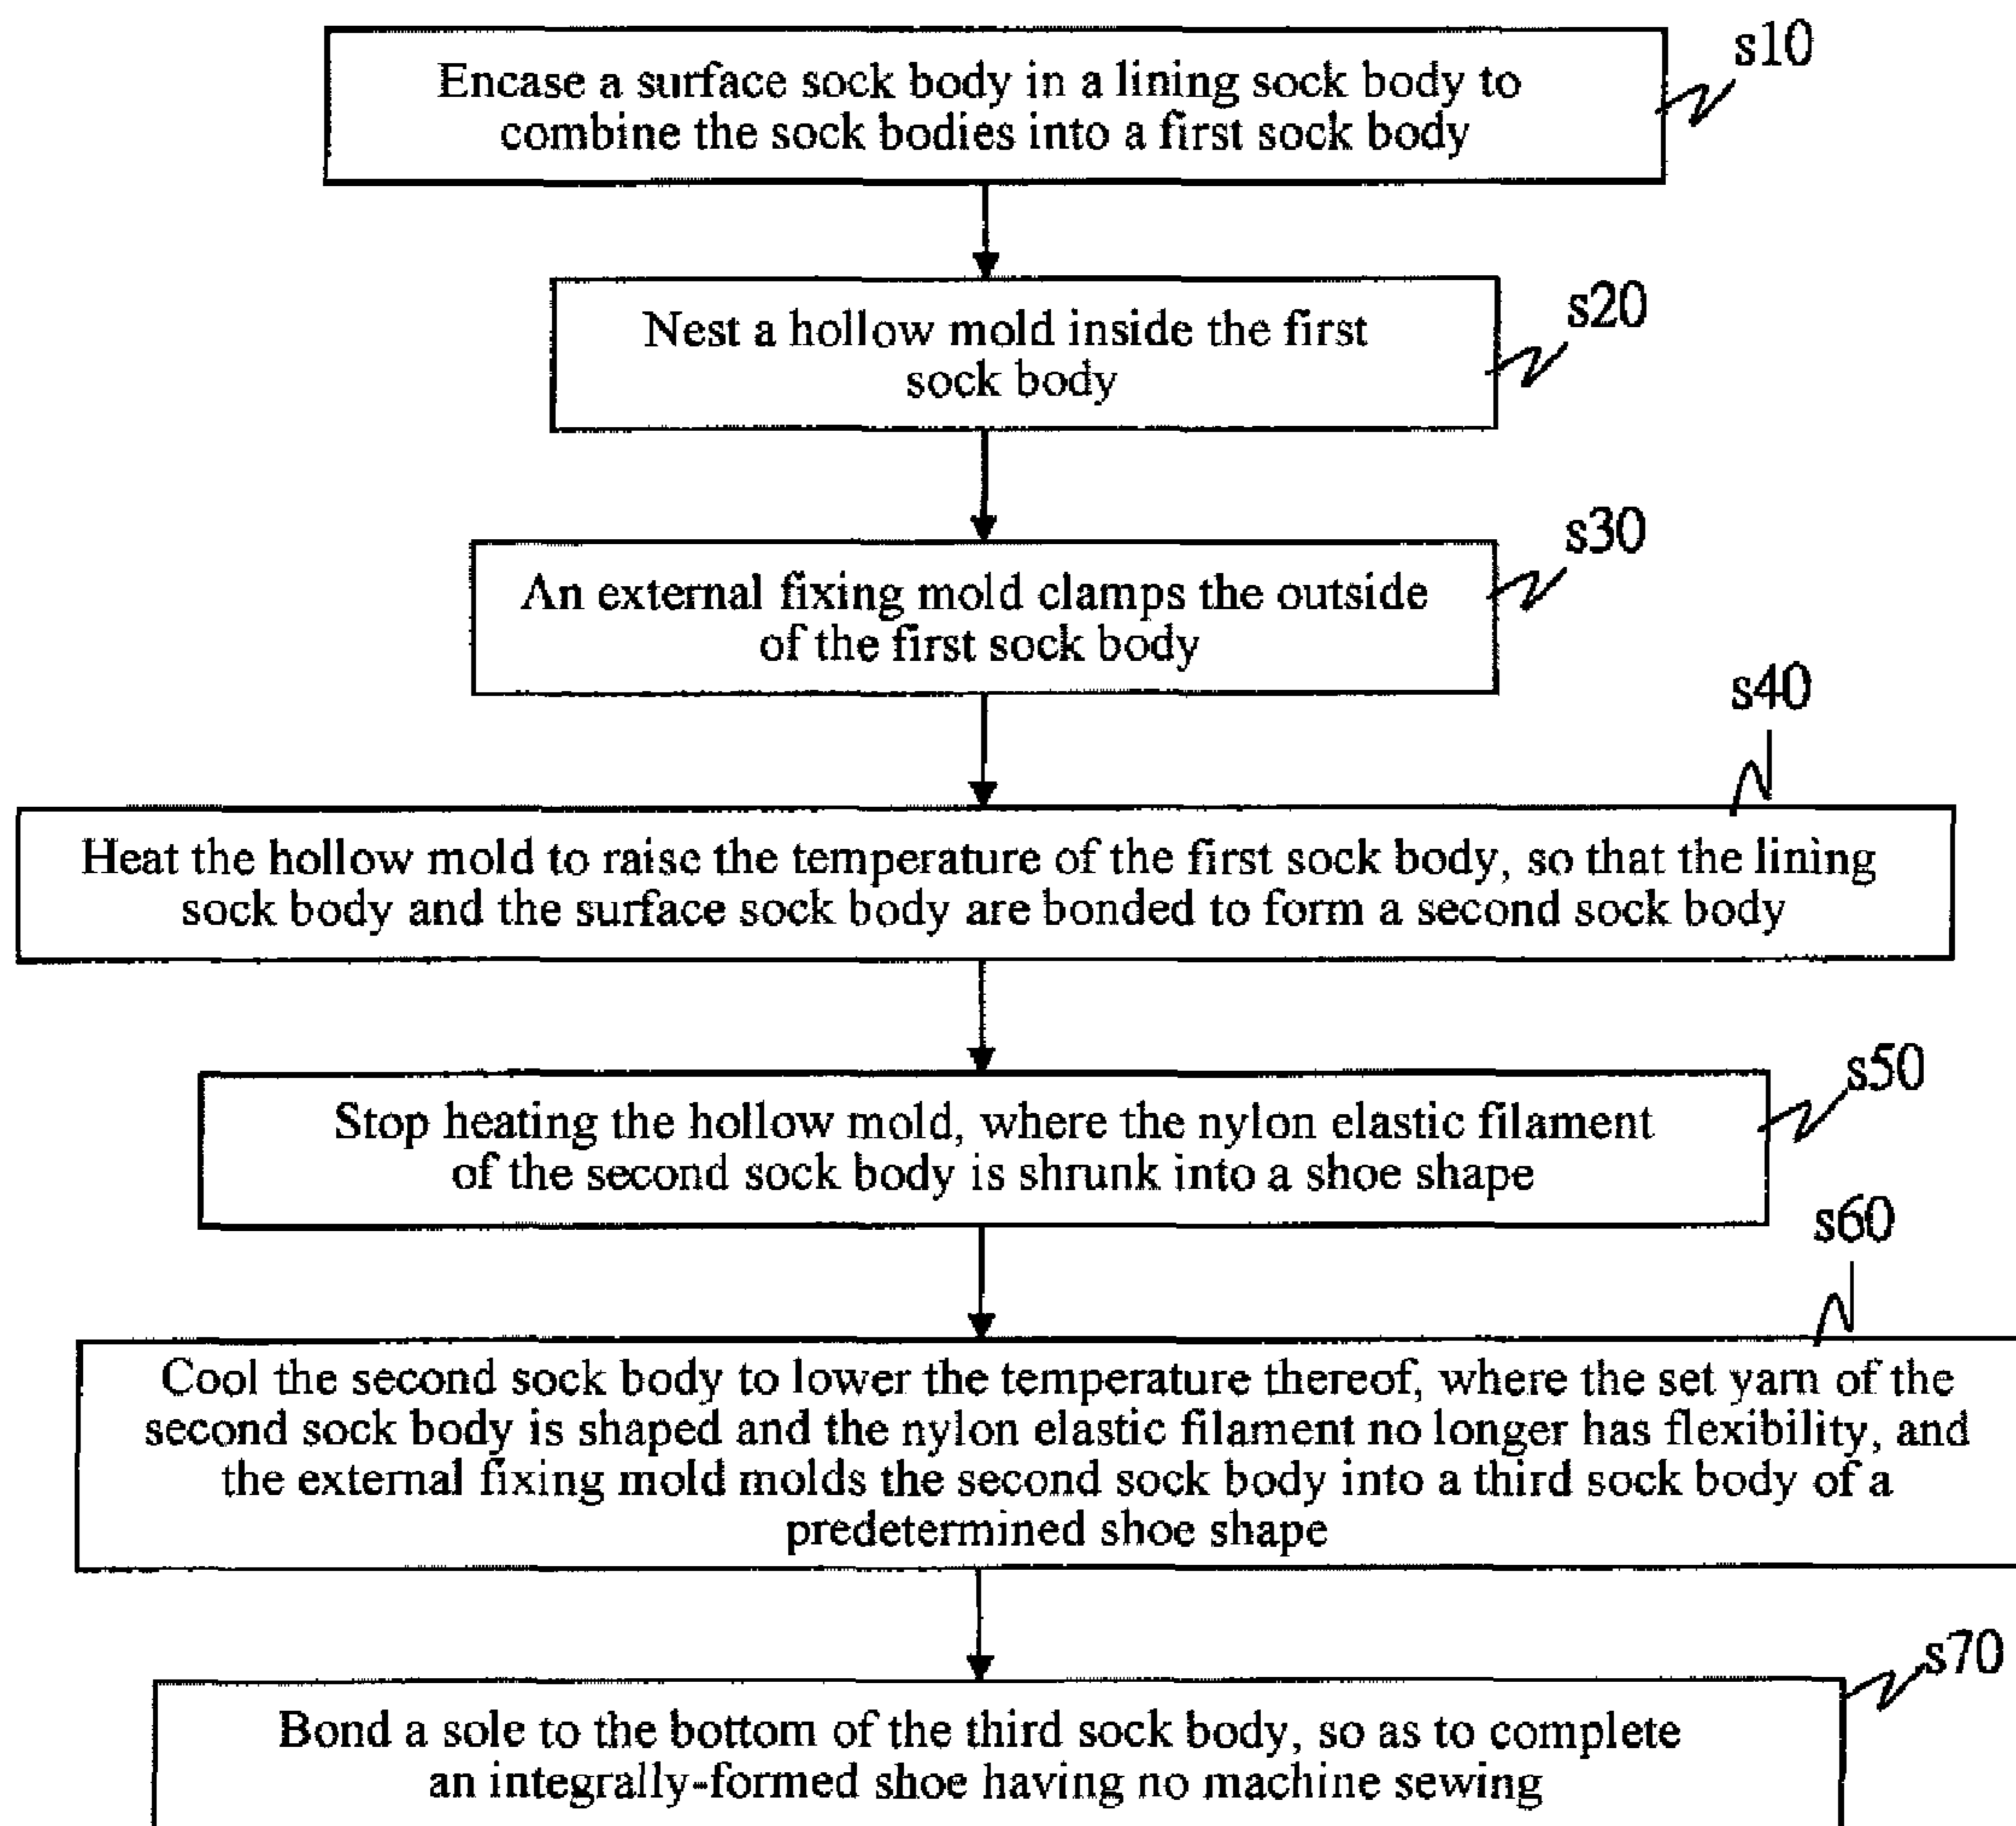 s10
Encase a surface sock body in a lining sock body to
combine the sock bodies into a first sock body
s20
Nest a hollow mold inside the first
sock body
s30
An external fixing mold clamps the outside
of the first sock body
s40
Heat the hollow mold to raise the temperature of the first sock body, so that the lining
sock body and the surface sock body are bonded to form a second sock body
s50
Stop heating the hollow mold, where the nylon elastic filament
of the second sock body is shrunk into a shoe shape
s60
Cool the second sock body to lower the temperature thereof, where the set yarn of the
second sock body is shaped and the nylon elastic filament no longer has flexibility, and
the external fixing mold molds the second sock body into a third sock body of a
predetermined shoe shape
s70
Bond a sole to the bottom of the third sock body, so as to complete
an integrally-formed shoe having no machine sewing